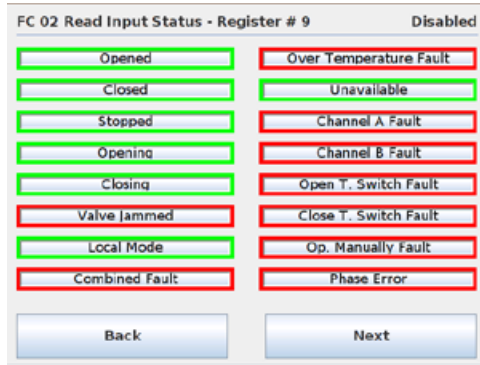 FC 02 Read Input Status - Register # 9 Disabled
Opened Over Temperature Fault
Closed Unavailable
Stopped Channel A Fault
Opening Channel B Fault
Closing Open T. Switch Fault
Valve Jammed Close T. Switch Fault
Local Mode Op. Manually Fault
Combined Fault Phase Error
Back Next